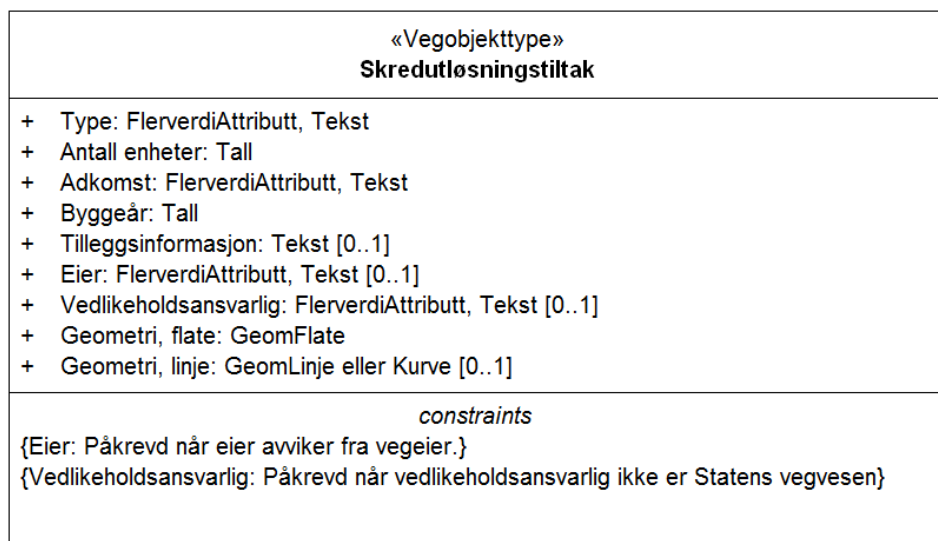 «Vegobjekttype»
Skredutløsningstiltak
+ Type: FlerverdiAttributt, Tekst
+ Antall enheter: Tall
+ Adkomst: FlerverdiAttributt, Tekst
+ Byggeår: Tall
+ Tilleggsinformasjon: Tekst [0..1]
+ Eier: FlerverdiAttributt, Tekst [0..1]
+ Vedlikeholdsansvarlig: FlerverdiAttributt, Tekst [0..1]
+ Geometri, flate: GeomFlate
+ Geometri, linje: GeomLinje eller Kurve [0..1]
constraints
{Eier: Påkrevd når eier avviker fra vegeier.}
{Vedlikeholdsansvarlig: Påkrevd når vedlikeholdsansvarlig ikke er Statens vegvesen}